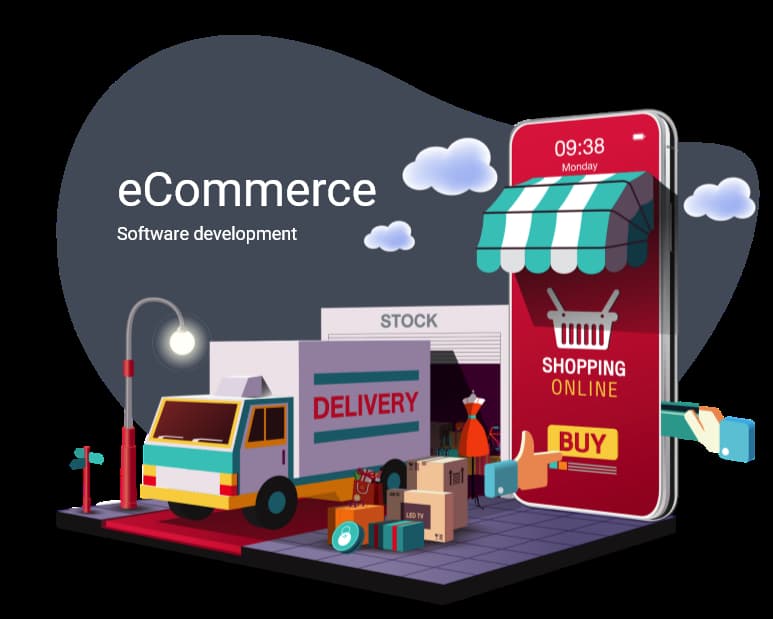 eCommerce
Software development
09:38
Monday
STOCK
SHOPPING
ONLINE
DELIVERY
BUY
LED TV